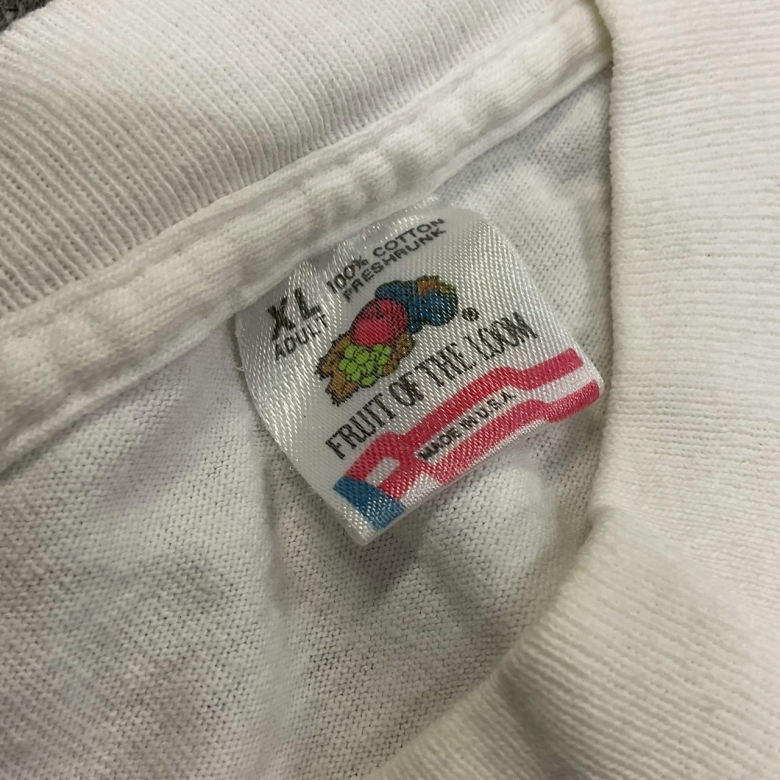 100% COTTON
PRESHRUNK
XL
ADULT
®
FRUIT OF THE LOOM
MADE IN U.S.A.